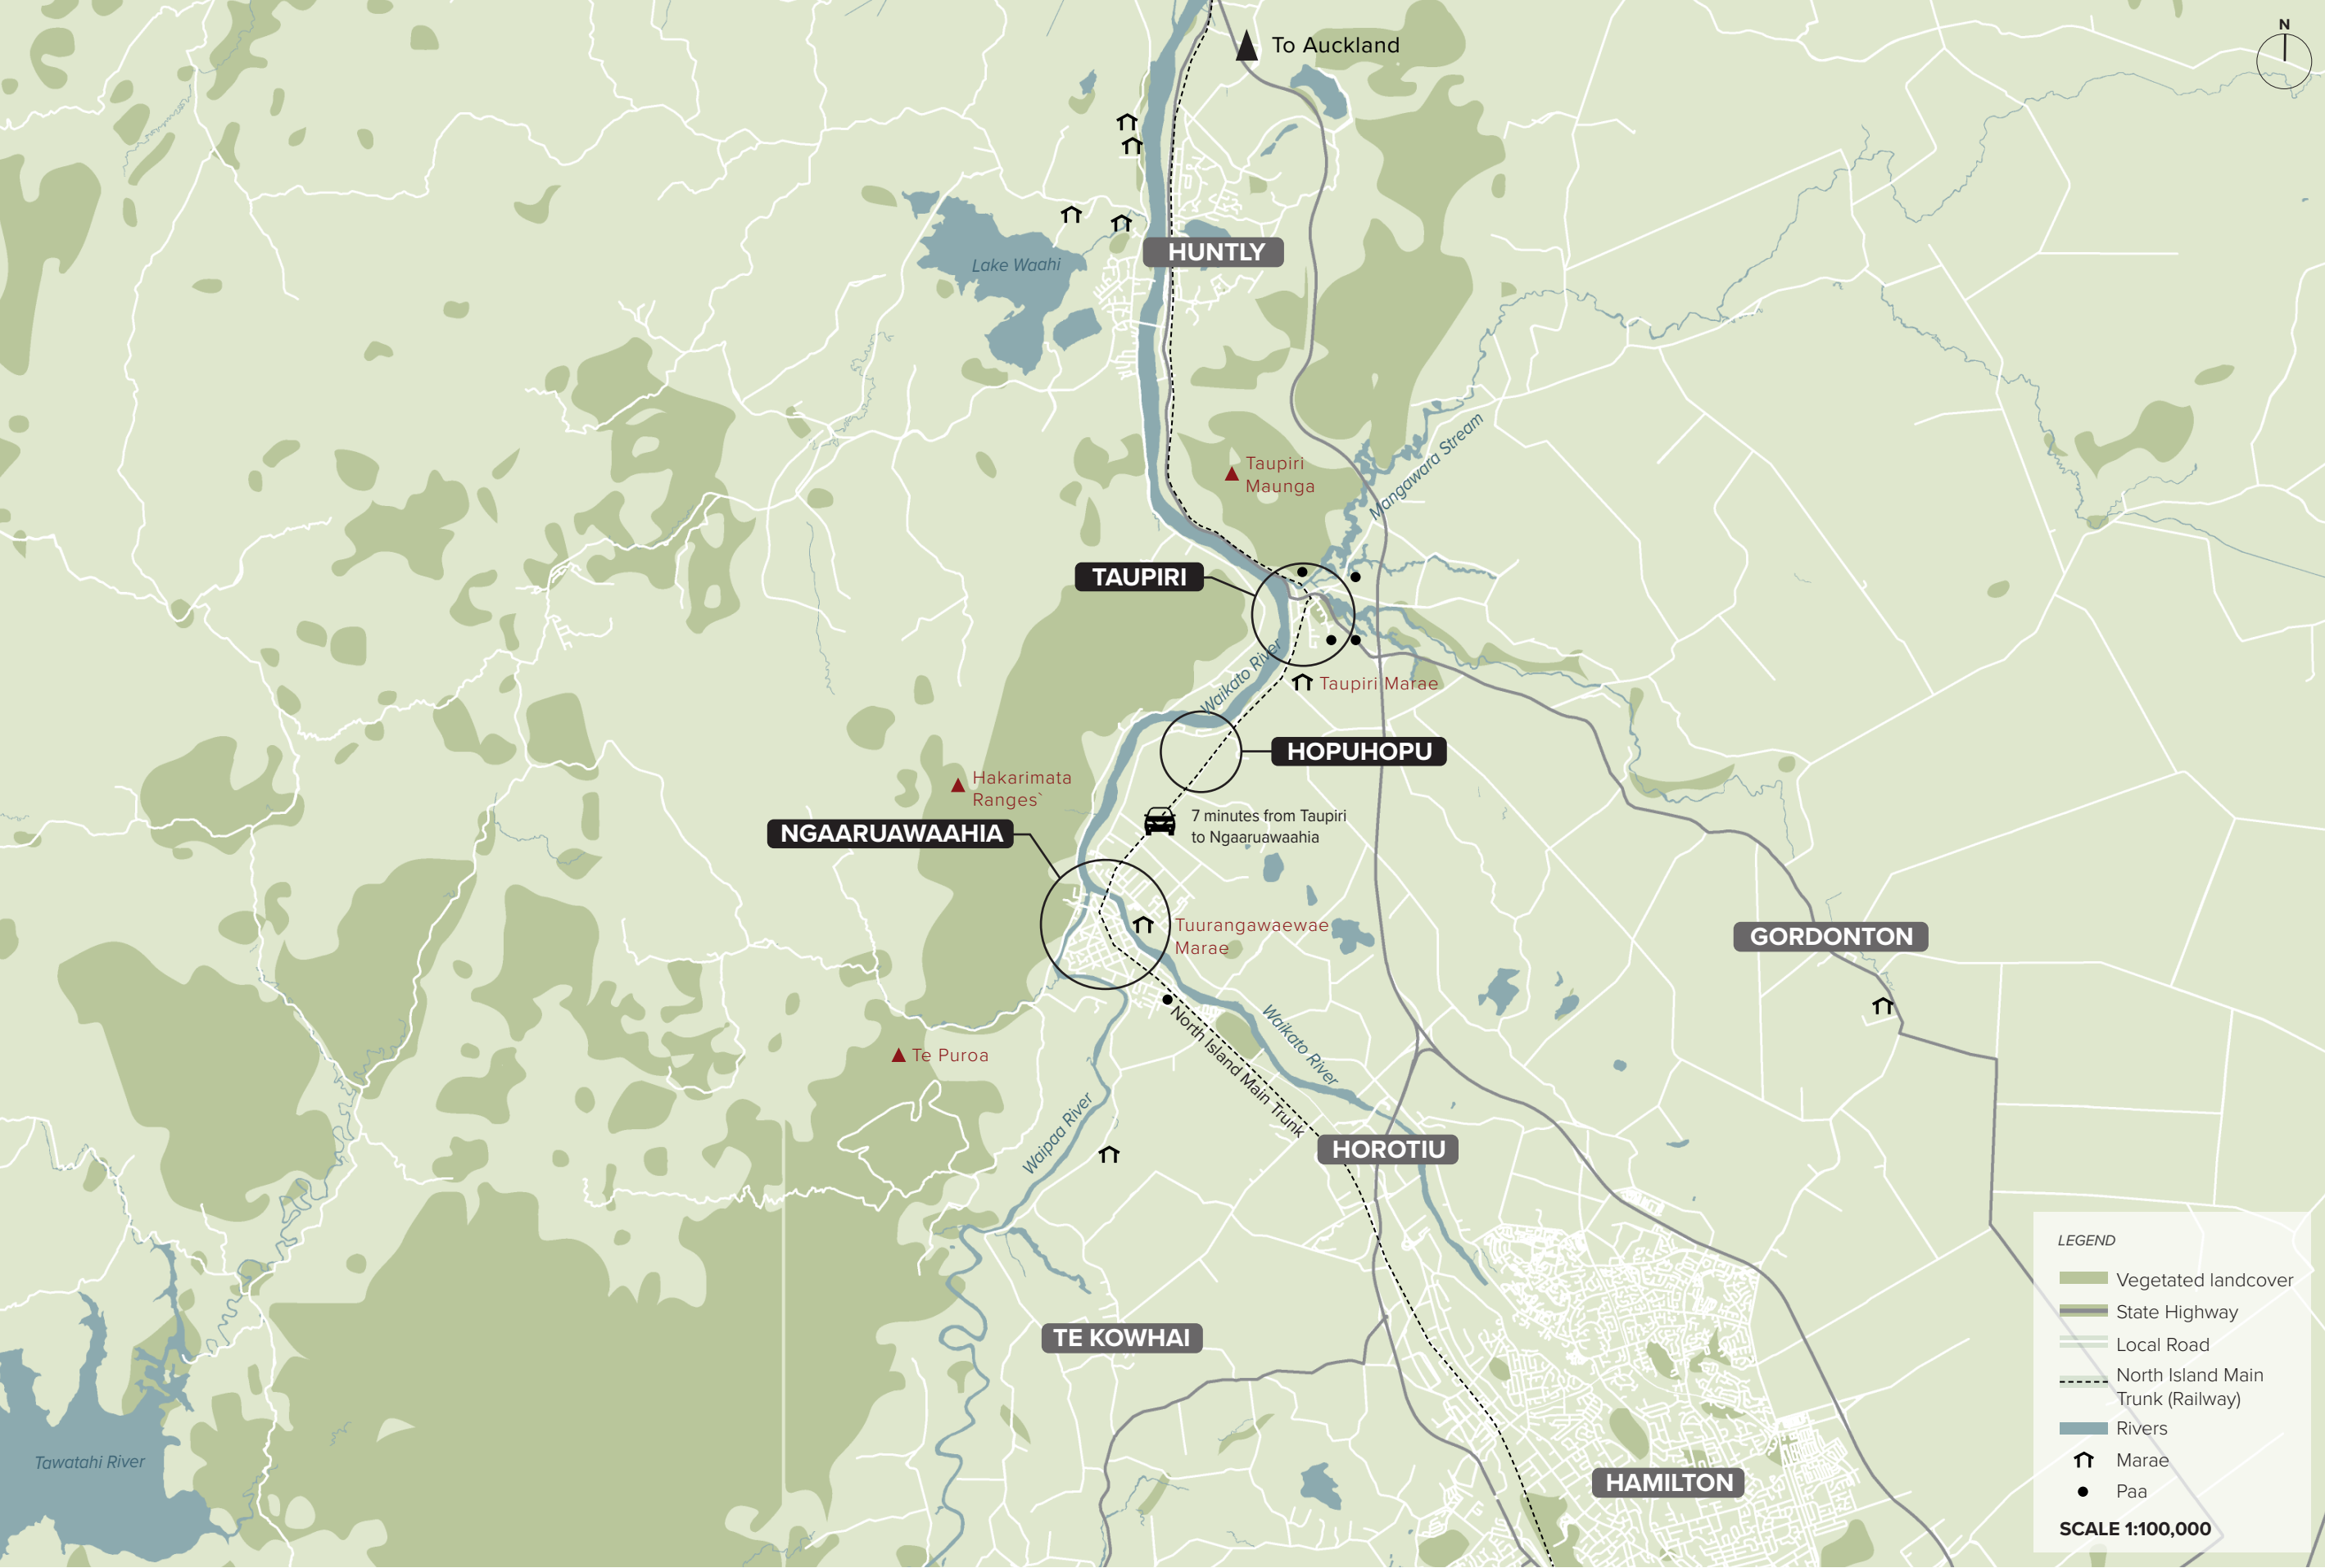 N
To Auckland
HUNTLY
Lake Waahi
Taupiri
Maunga
Mangawara Stream
TAUPIRI
Waikato River
Taupiri Marae
HOPUHOPU
Hakarimata
Ranges`
7 minutes from Taupiri
to Ngaaruawaahia
NGAARUAWAAHIA
Tuurangawaewae
Marae
GORDONTON
North Island Main Trunk
Waikato River
Te Puroa
Waipaa River
HOROTIU
TE KOWHAI
Tawatahi River
HAMILTON
LEGEND
Vegetated landcover
State Highway
Local Road
North Island Main
Trunk (Railway)
Rivers
Marae
Paa
SCALE 1:100,000